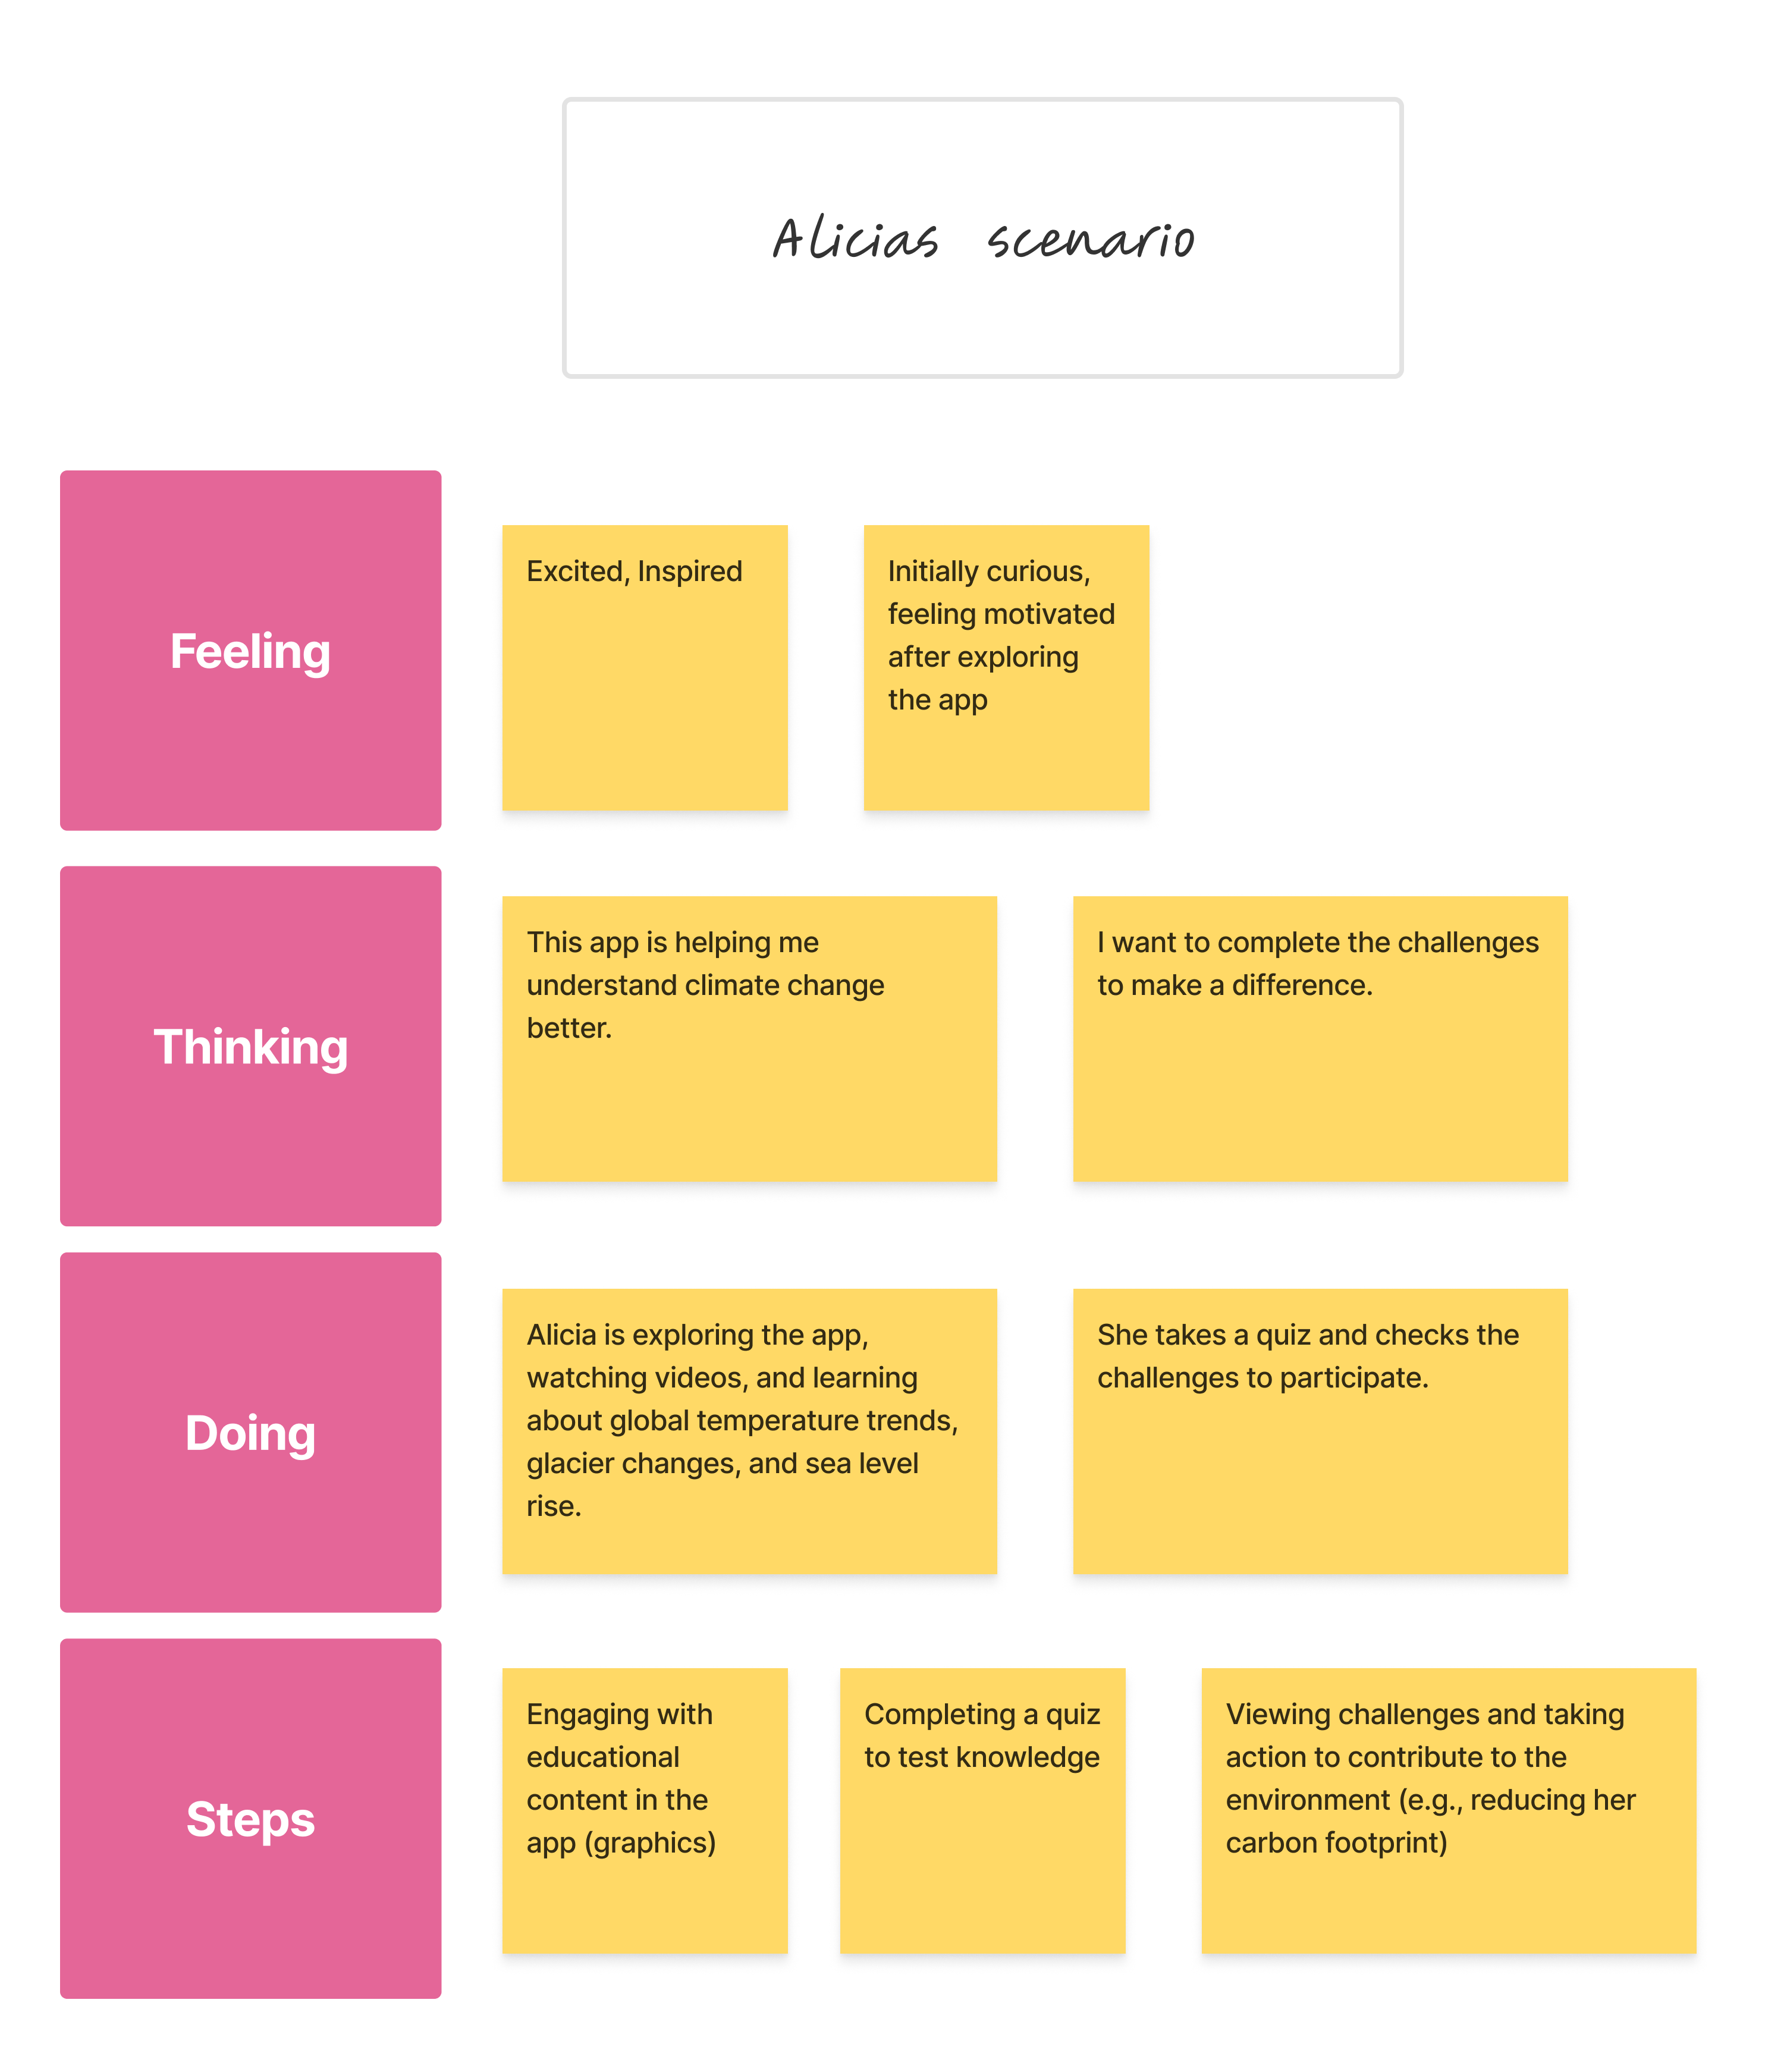 Alicias scenario
Feeling
Excited, Inspired
Initially curious,
feeling motivated
after exploring
the app
Thinking
This app is helping me
understand climate change
better.
I want to complete the challenges
to make a difference.
Doing
Alicia is exploring the app,
watching videos, and learning
about global temperature trends,
glacier changes, and sea level
rise.
She takes a quiz and checks the
challenges to participate.
Steps
Engaging with
educational
content in the
app (graphics)
Completing a quiz
to test knowledge
Viewing challenges and taking
action to contribute to the
environment (e.g., reducing her
carbon footprint)